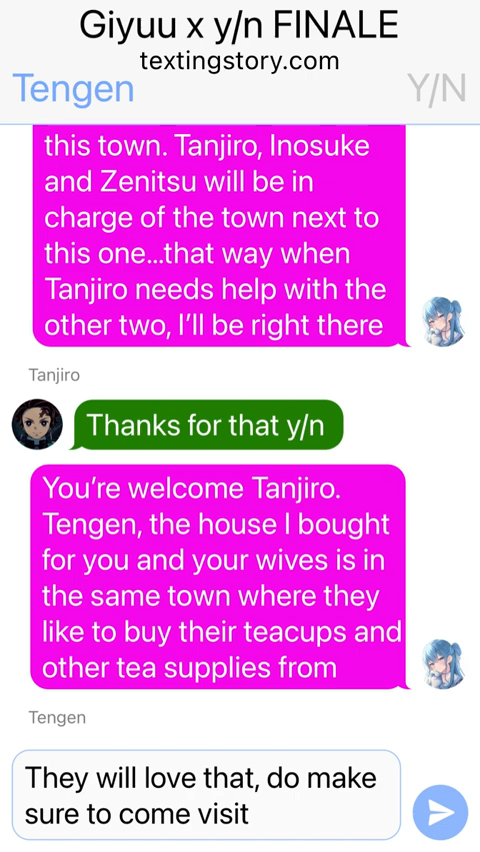 Giyuu x y/n FINALE
textingstory.com
Tengen
Y/N
this town. Tanjiro, Inosuke
and Zenitsu will be in
charge of the town next to
this one...that way when
Tanjiro needs help with the
other two, I’ll be right there
Tanjiro
Thanks for that y/n
You’re welcome Tanjiro.
Tengen, the house I bought
for you and your wives is in
the same town where they
like to buy their teacups and
other tea supplies from
Tengen
They will love that, do make
sure to come visit